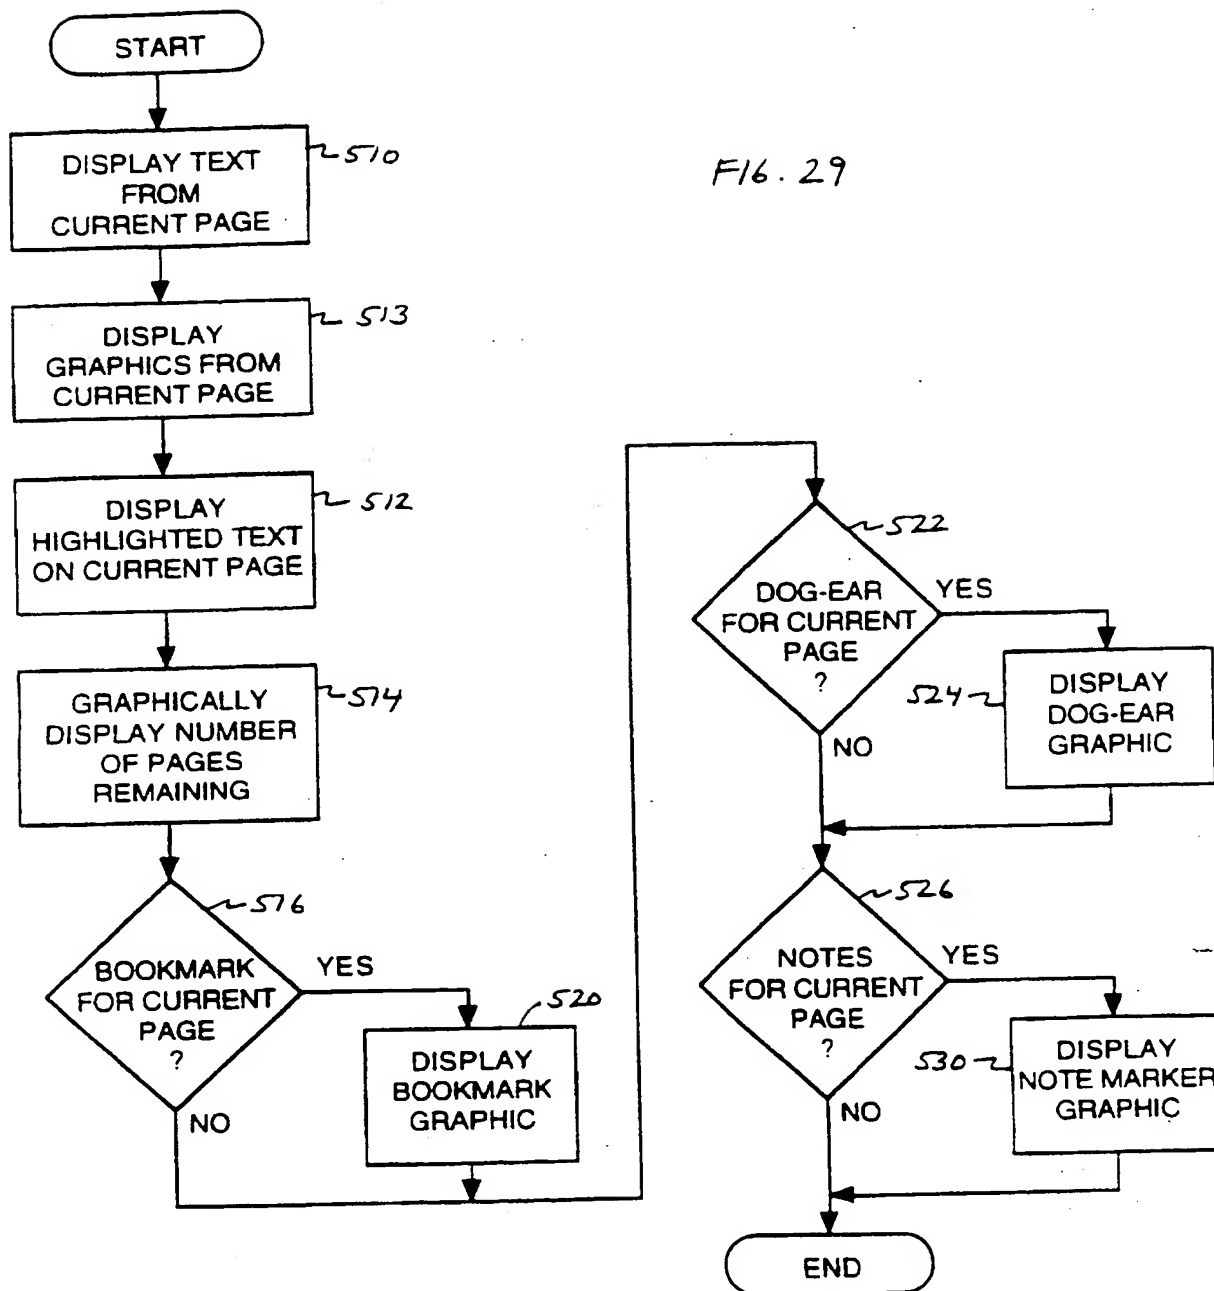 START
DISPLAY TEXT
FROM
CURRENT PAGE
510
FIG. 29
DISPLAY
GRAPHICS FROM
CURRENT PAGE
513
DISPLAY
HIGHLIGHTED TEXT
ON CURRENT PAGE
512
GRAPHICALLY
DISPLAY NUMBER
OF PAGES
REMAINING
514
BOOKMARK
FOR CURRENT
PAGE
?
516
YES
NO
DISPLAY
BOOKMARK
GRAPHIC
520
DOG-EAR
FOR CURRENT
PAGE
?
522
YES
NO
DISPLAY
DOG-EAR
GRAPHIC
524
NOTES
FOR CURRENT
PAGE
?
526
YES
NO
DISPLAY
NOTE MARKER
GRAPHIC
530
END